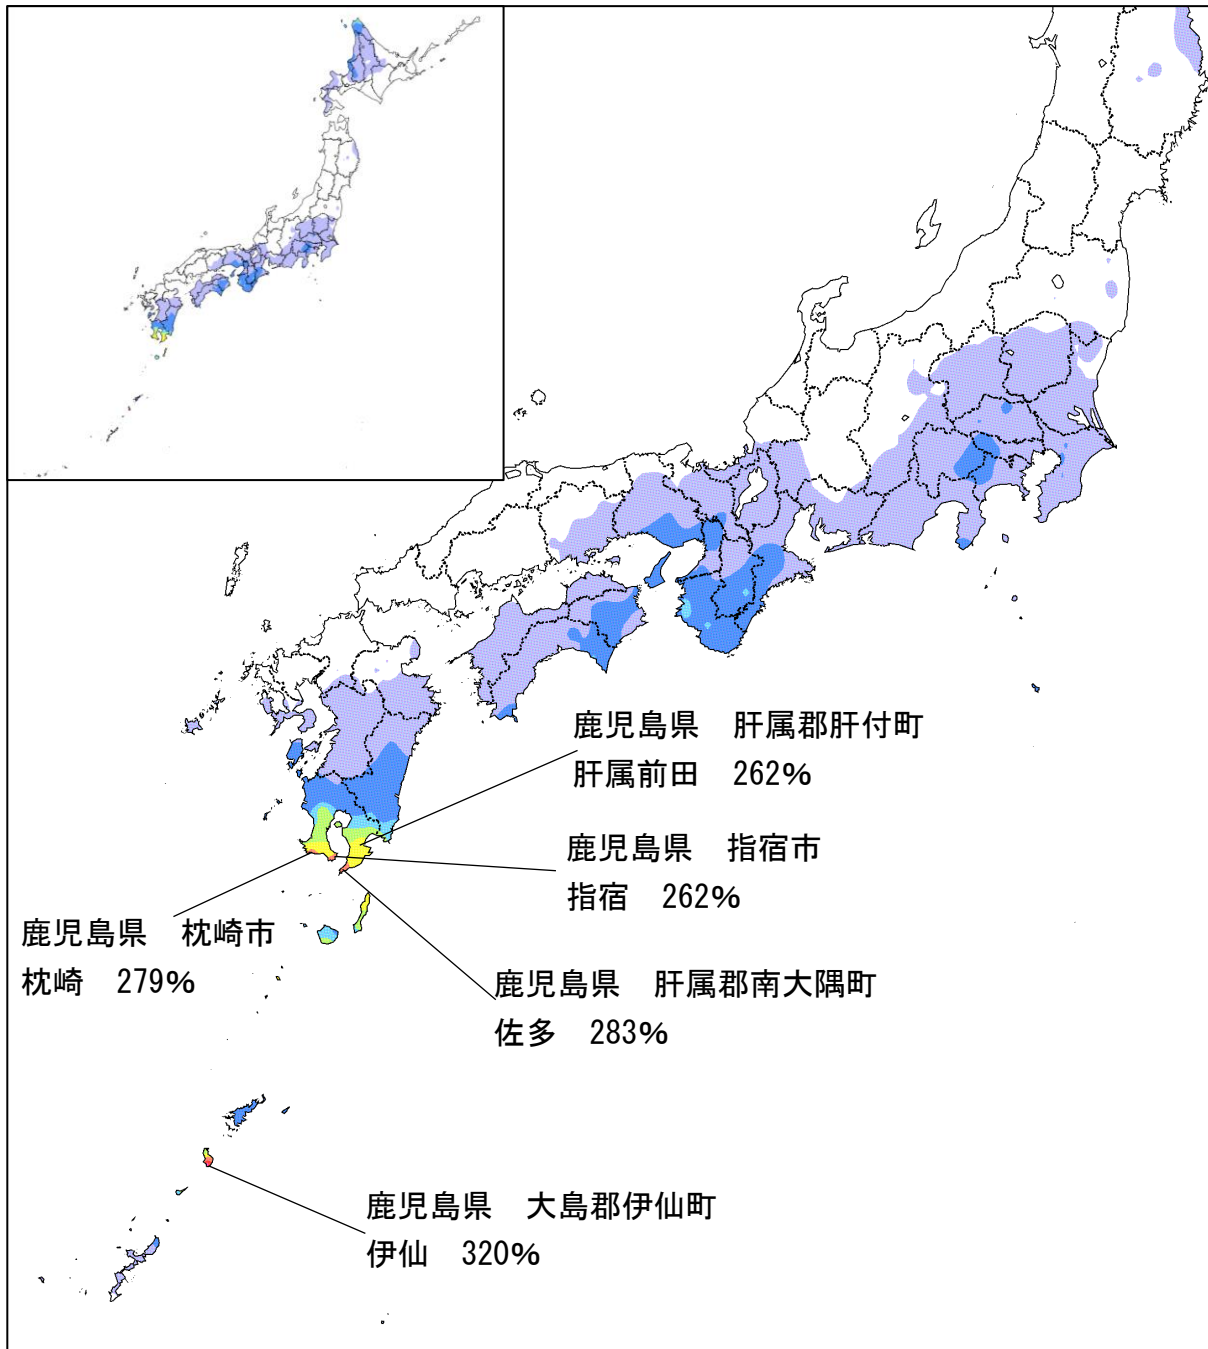 鹿児島県　肝属郡肝付町
肝属前田　262%
鹿児島県　指宿市
指宿　262%
鹿児島県　枕崎市
枕崎　279%
鹿児島県　肝属郡南大隅町
佐多　283%
鹿児島県　大島郡伊仙町
伊仙　320%